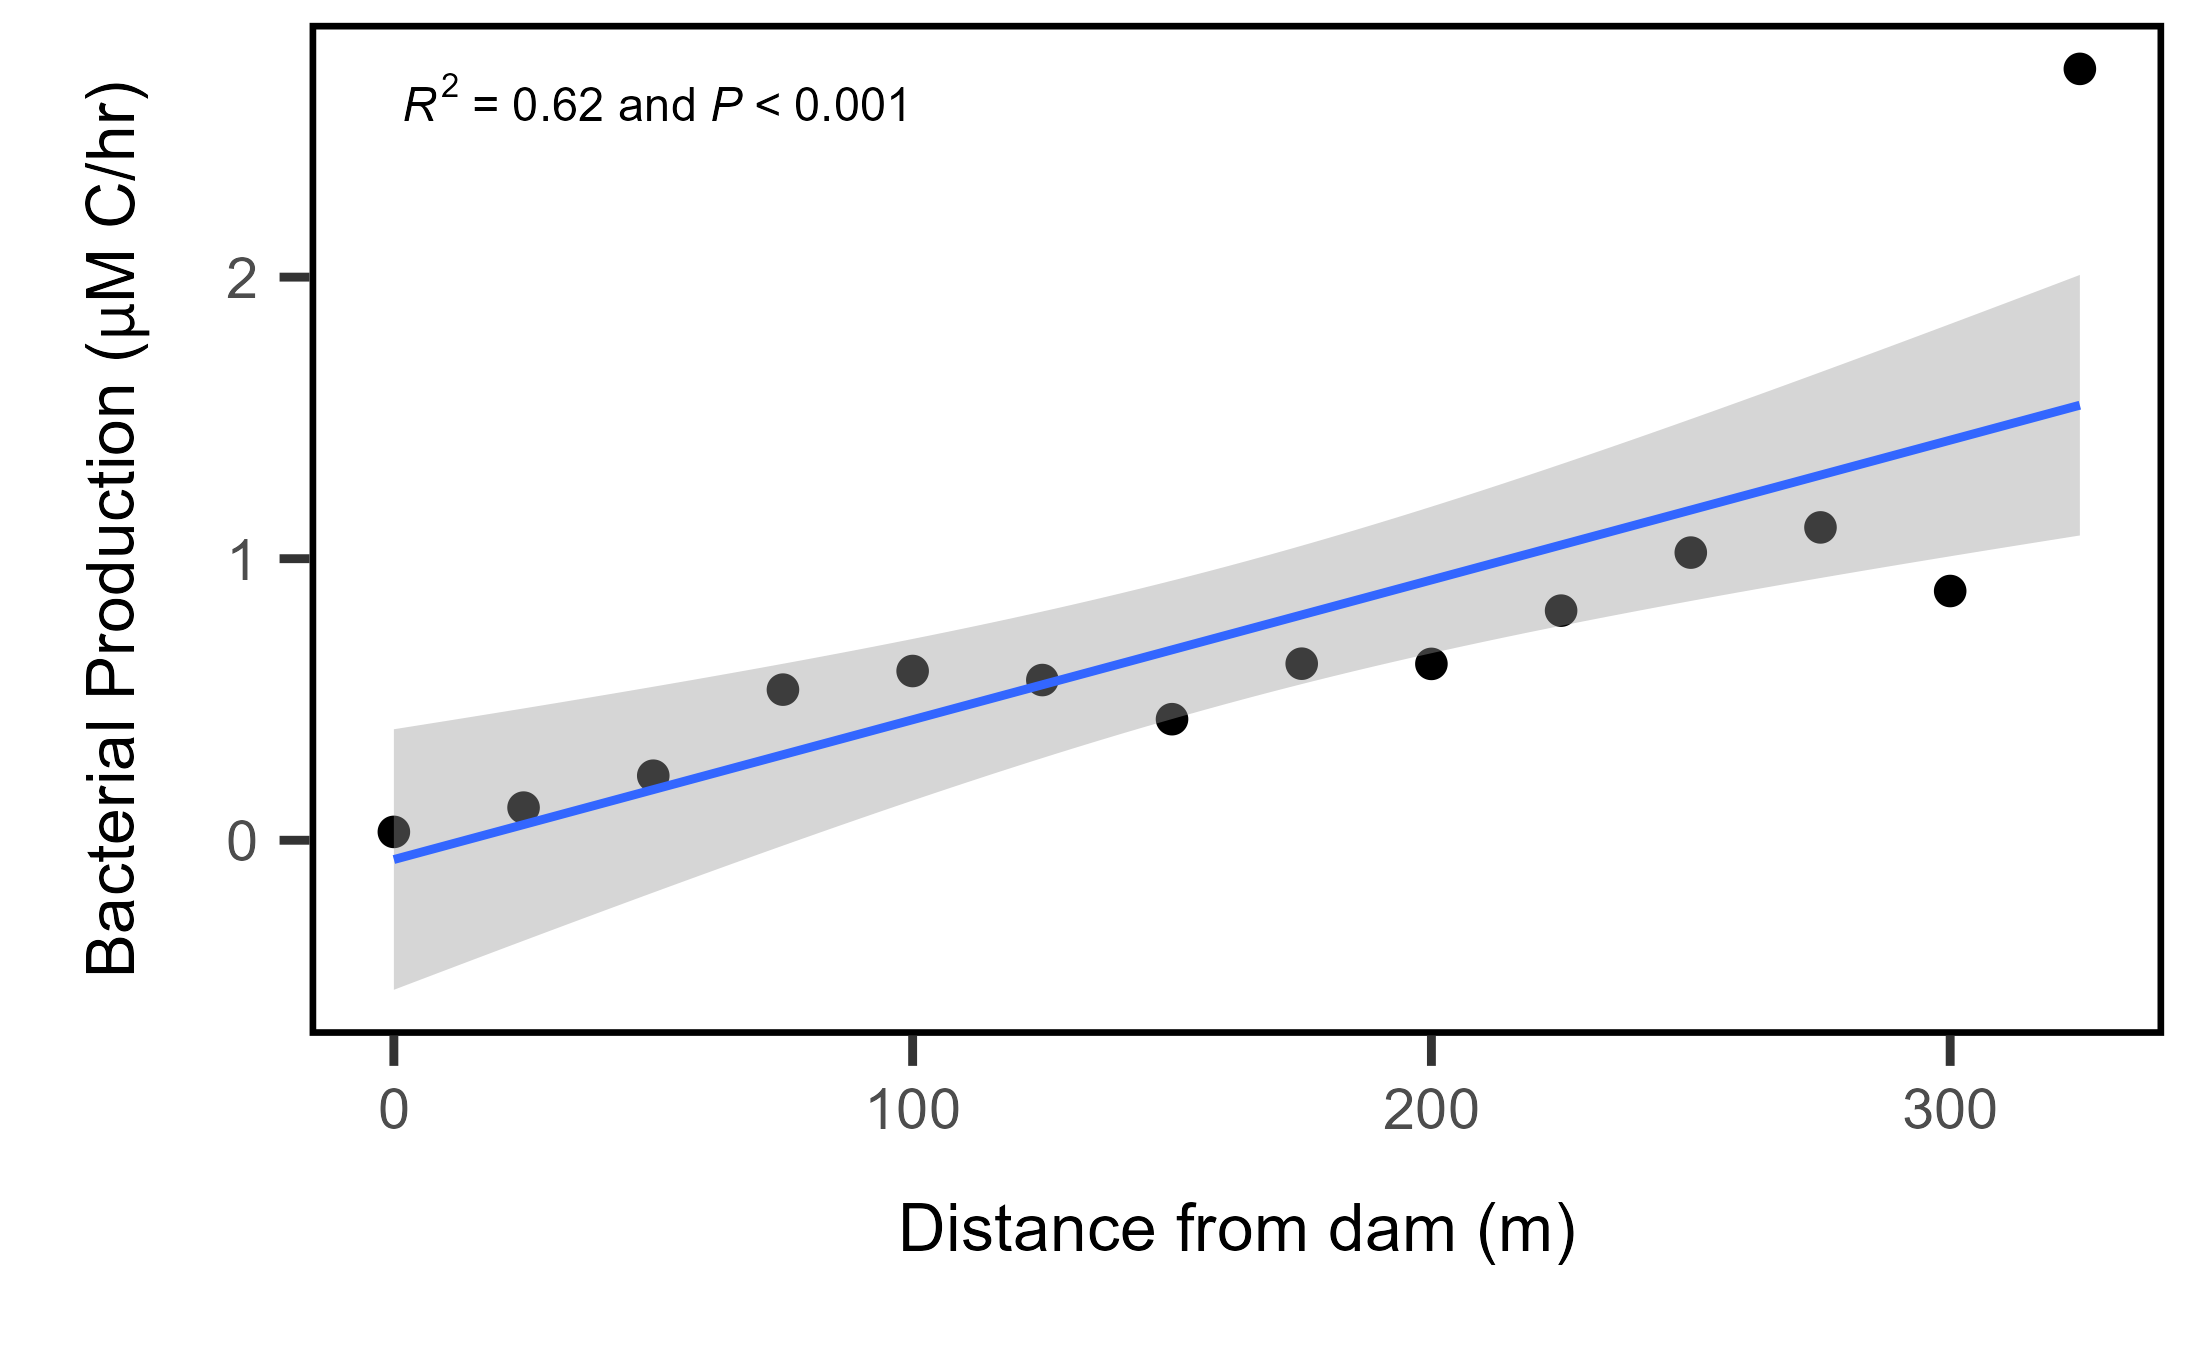 R² = 0.62 and P < 0.001
Bacterial Production (µM C/hr)
2
1
0
0 100 200 300
Distance from dam (m)